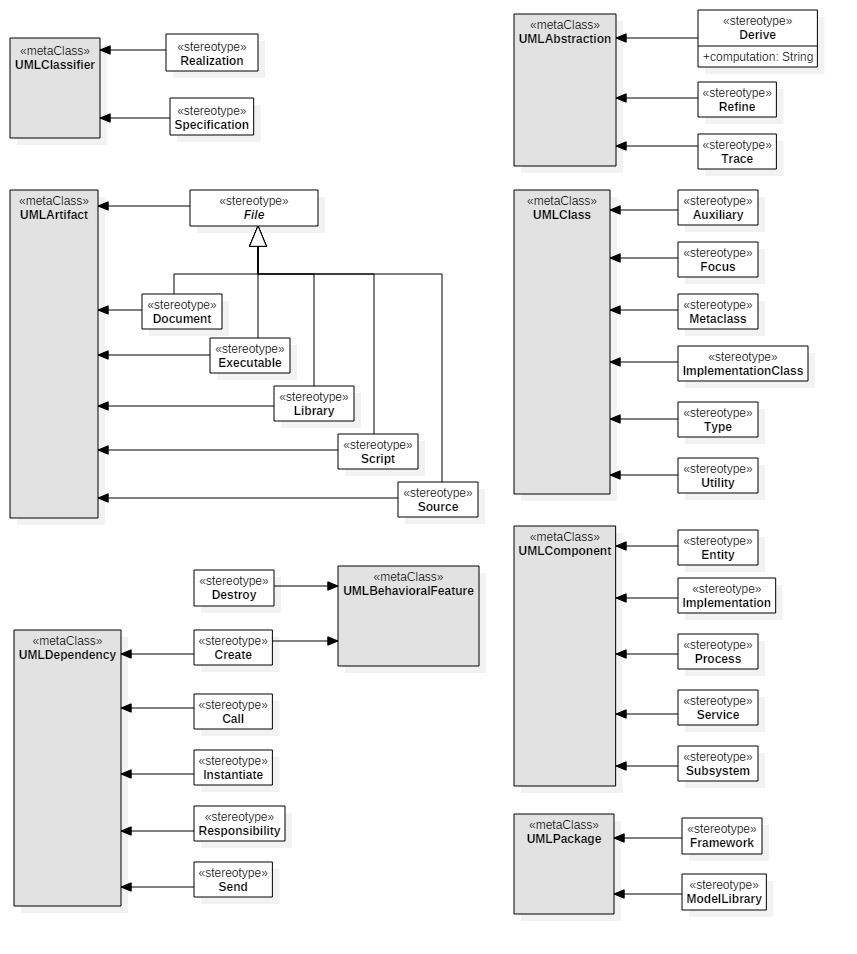 «metaClass»
UMLClassifier
«stereotype»
Realization
«stereotype»
Specification
«metaClass»
UMLAbstraction
«stereotype»
Derive
+computation: String
«stereotype»
Refine
«stereotype»
Trace
«metaClass»
UMLArtifact
«stereotype»
File
«stereotype»
Document
«stereotype»
Executable
«stereotype»
Library
«stereotype»
Script
«stereotype»
Source
«metaClass»
UMLClass
«stereotype»
Auxiliary
«stereotype»
Focus
«stereotype»
Metaclass
«stereotype»
ImplementationClass
«stereotype»
Type
«stereotype»
Utility
«stereotype»
Destroy
«metaClass»
UMLBehavioralFeature
«metaClass»
UMLDependency
«stereotype»
Create
«stereotype»
Call
«stereotype»
Instantiate
«stereotype»
Responsibility
«stereotype»
Send
«metaClass»
UMLComponent
«stereotype»
Entity
«stereotype»
Implementation
«stereotype»
Process
«stereotype»
Service
«stereotype»
Subsystem
«metaClass»
UMLPackage
«stereotype»
Framework
«stereotype»
ModelLibrary